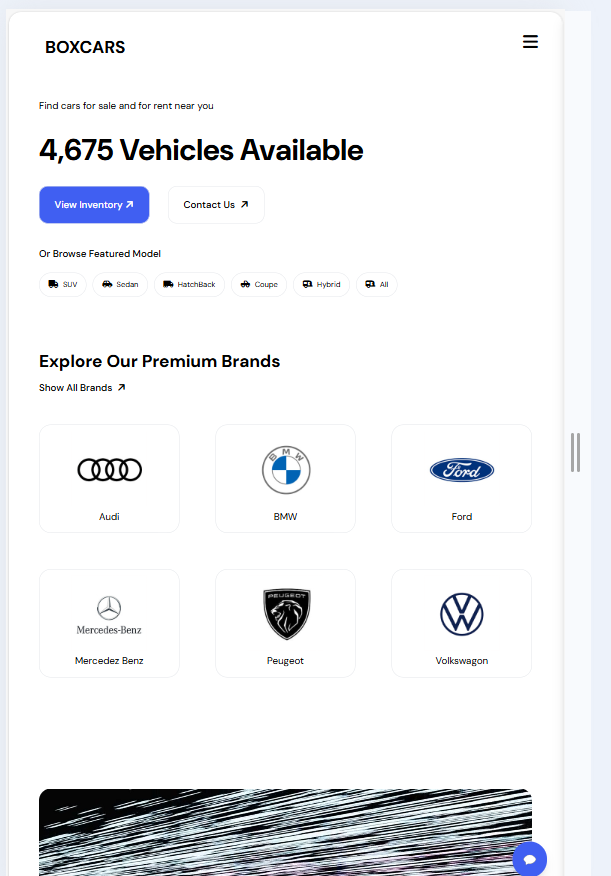 BOXCARS
Find cars for sale and for rent near you
4,675 Vehicles Available
View Inventory
Contact Us
Or Browse Featured Model
SUV
Sedan
HatchBack
Coupe
Hybrid
All
Explore Our Premium Brands
Show All Brands
Audi
BMW
BMW
Ford
Ford
Mercedes-Benz
Mercedez Benz
PEUGEOT
Peugeot
Volkswagon